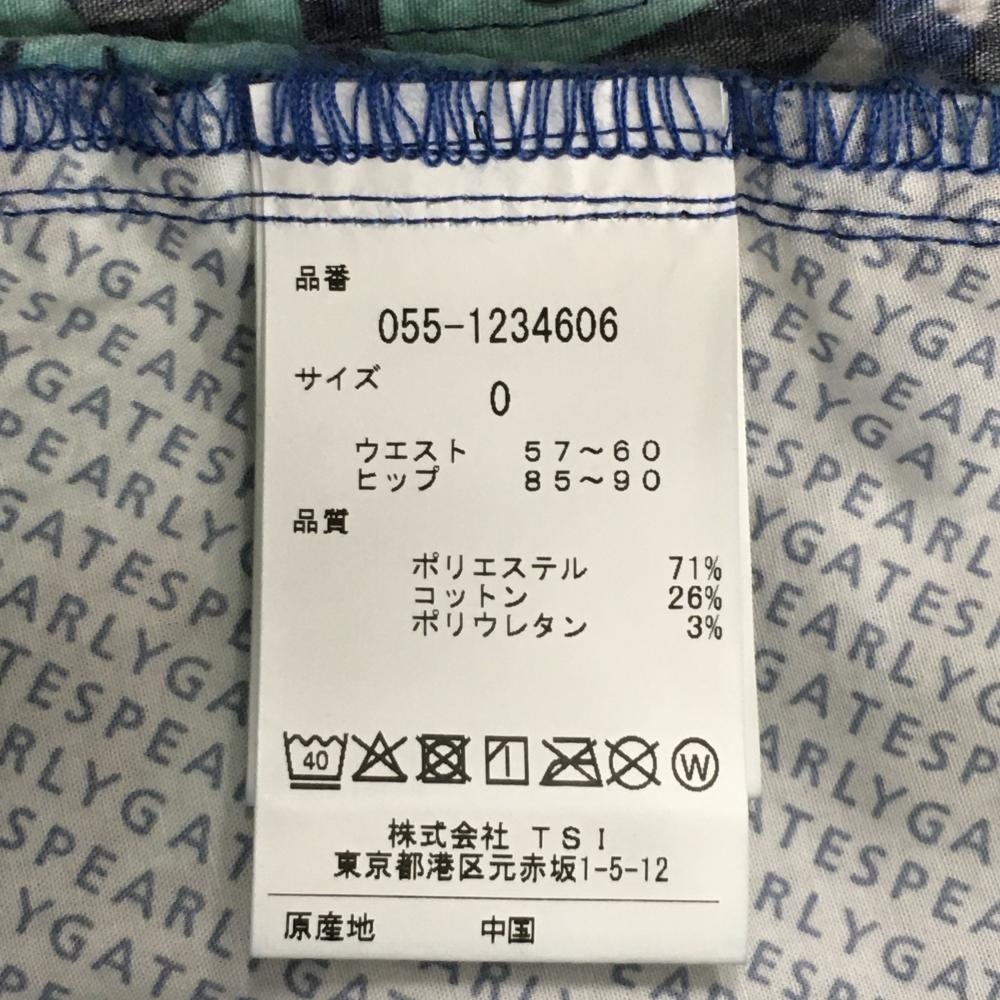 品番
055-1234606
サイズ
0
ウエスト 57～60
ヒップ 85～90
品質
ポリエステル 71%
コットン 26%
ポリウレタン 3%
40 W
株式会社 TSI
東京都港区元赤坂1-5-12
原産地 中国
PEARLYGATES